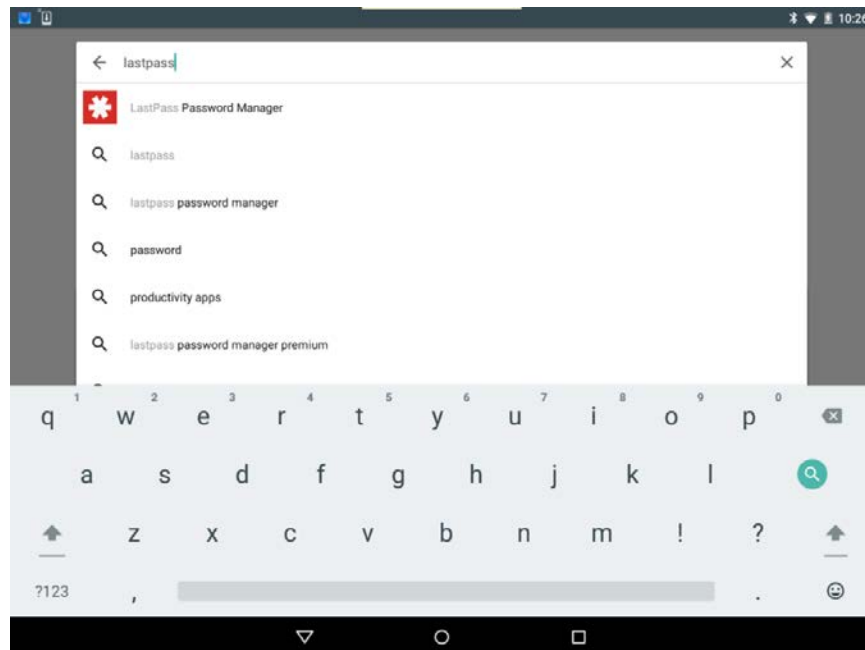 10:26
lastpass
LastPass Password Manager
lastpass
lastpass password manager
password
productivity apps
lastpass password manager premium
1 2 3 4 5 6 7 8 9 0
q w e r t y u i o p
a s d f g h j k l
z x c v b n m ! ?
?123 , .